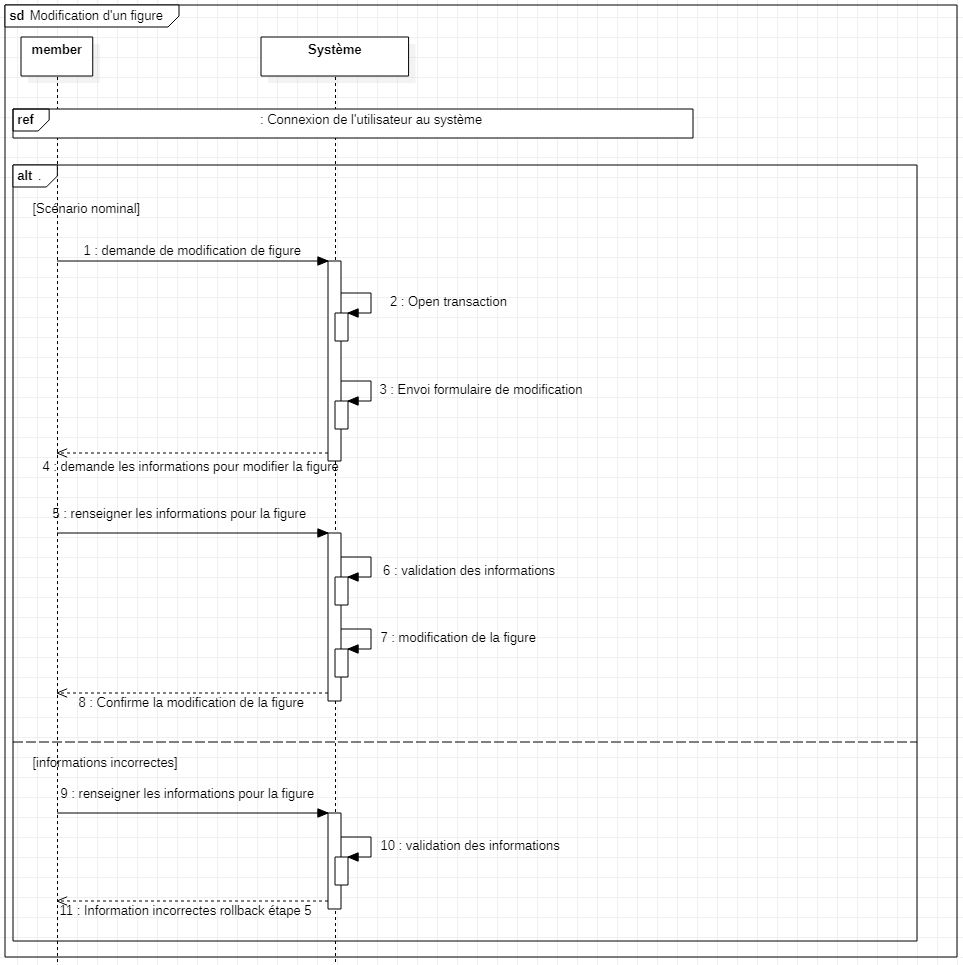 sd Modification d'un figure
member
Système
ref
: Connexion de l'utilisateur au système
alt .
[Scénario nominal]
1 : demande de modification de figure
2 : Open transaction
3 : Envoi formulaire de modification
4 : demande les informations pour modifier la figure
5 : renseigner les informations pour la figure
6 : validation des informations
7 : modification de la figure
8 : Confirme la modification de la figure
[informations incorrectes]
9 : renseigner les informations pour la figure
10 : validation des informations
11 : Information incorrectes rollback étape 5